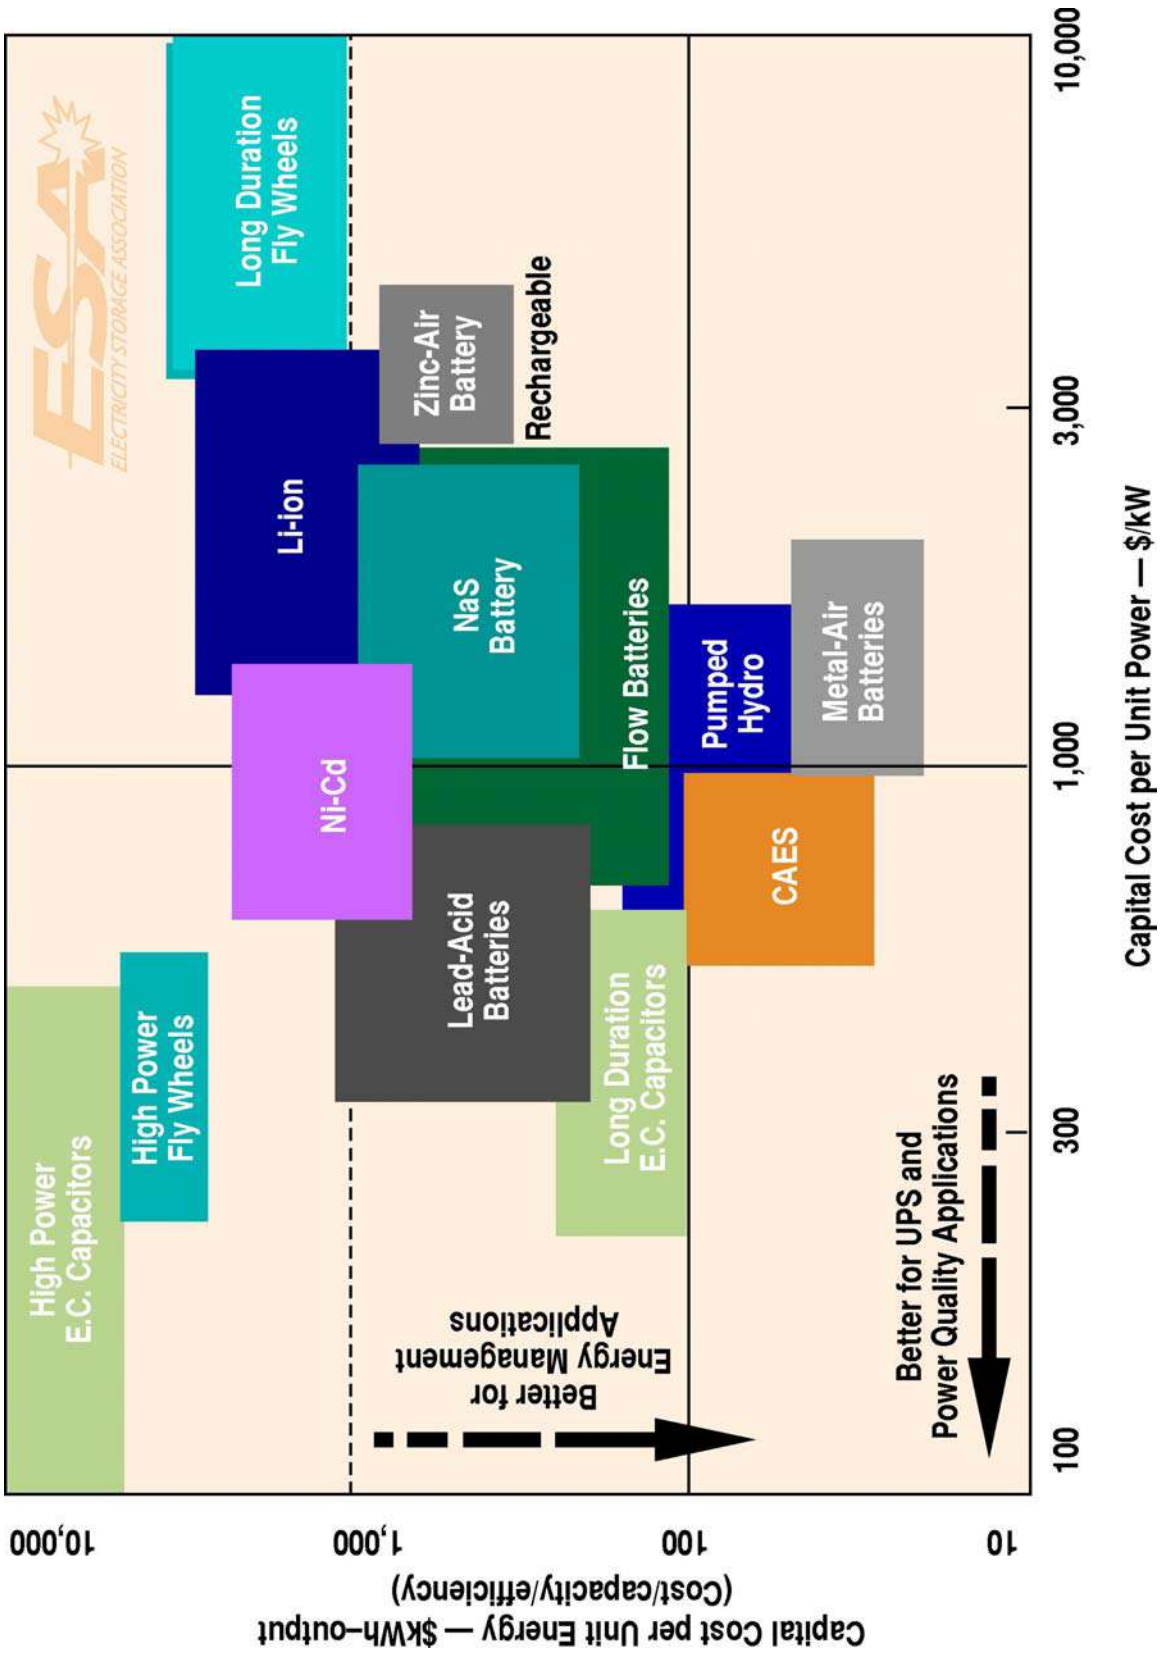 ESA
ELECTRICITY STORAGE ASSOCIATION
High Power
E.C. Capacitors
High Power
Fly Wheels
Long Duration
Fly Wheels
Li-ion
Ni-Cd
Zinc-Air
Battery
Rechargeable
NaS
Battery
Lead-Acid
Batteries
Flow Batteries
Long Duration
E.C. Capacitors
Pumped
Hydro
CAES
Metal-Air
Batteries
Better for
Energy Management
Applications
Better for UPS and
Power Quality Applications
10,000
1,000
100
10
Capital Cost per Unit Energy — $kWh–output
(Cost/capacity/efficiency)
100
300
1,000
3,000
10,000
Capital Cost per Unit Power — $/kW